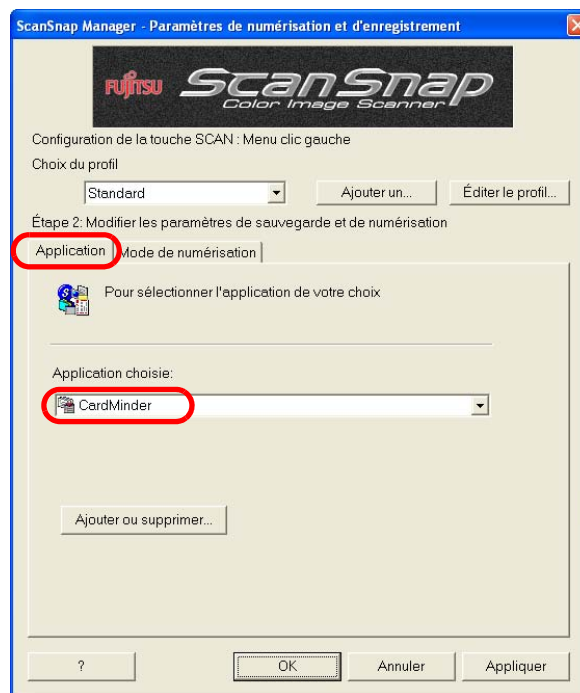 ScanSnap Manager - Paramètres de numérisation et d'enregistrement
FUJITSU ScanSnap
Color Image Scanner
Configuration de la touche SCAN : Menu clic gauche
Choix du profil
Standard Ajouter un... Éditer le profil...
Étape 2: Modifier les paramètres de sauvegarde et de numérisation
Application Mode de numérisation
Pour sélectionner l'application de votre choix
Application choisie:
CardMinder
Ajouter ou supprimer...
? OK Annuler Appliquer